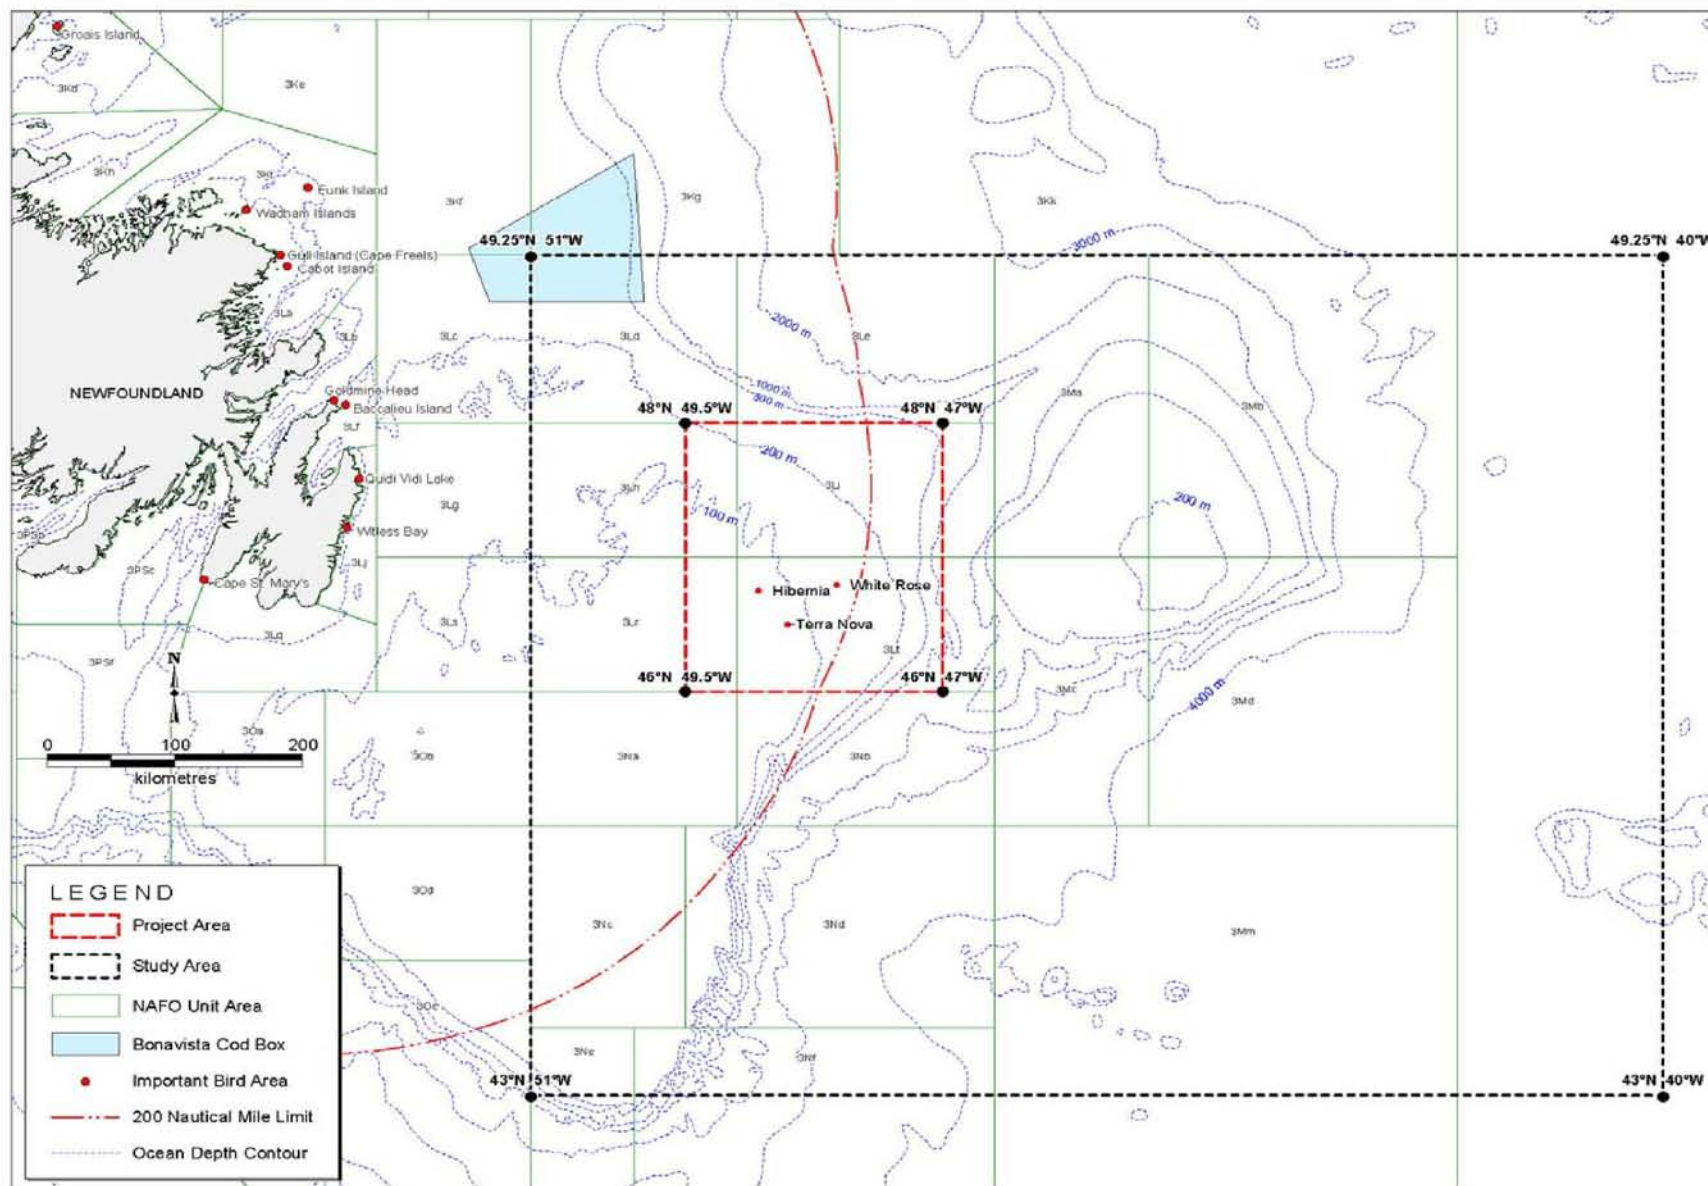 Groais Island
3Kd
3Ke
3Kh
3Ki
Funk Island
Wadham Islands
3Kf
3Kg
3Kk
3000 m
49.25°N 51°W
49.25°N 40°W
Gull Island (Cape Freels)
Cabot Island
3La
3Lb
3Lc
3Ld
2000 m
3Le
NEWFOUNDLAND
Goldmine Head
Baccalieu Island
1000 m
500 m
3Ma
3Mb
48°N 49.5°W
48°N 47°W
3Lf
200 m
Quidi Vidi Lake
3Lh
3Li
3Lg
100 m
200 m
Witless Bay
3PSb
3PSc
3Lj
Cape St. Mary's
Hibernia
White Rose
3Ls
3Lr
Terra Nova
3Lq
3Lt
3PSf
N
46°N 49.5°W
46°N 47°W
3Mc
3Md
4000 m
3Oa
0 100 200
kilometres
3Ob
3Na
3Nb
LEGEND
Project Area
Study Area
NAFO Unit Area
Bonavista Cod Box
Important Bird Area
200 Nautical Mile Limit
Ocean Depth Contour
3Od
3Nc
3Nd
3Mm
3Oe
3Ne
3Nf
43°N 51°W
43°N 40°W